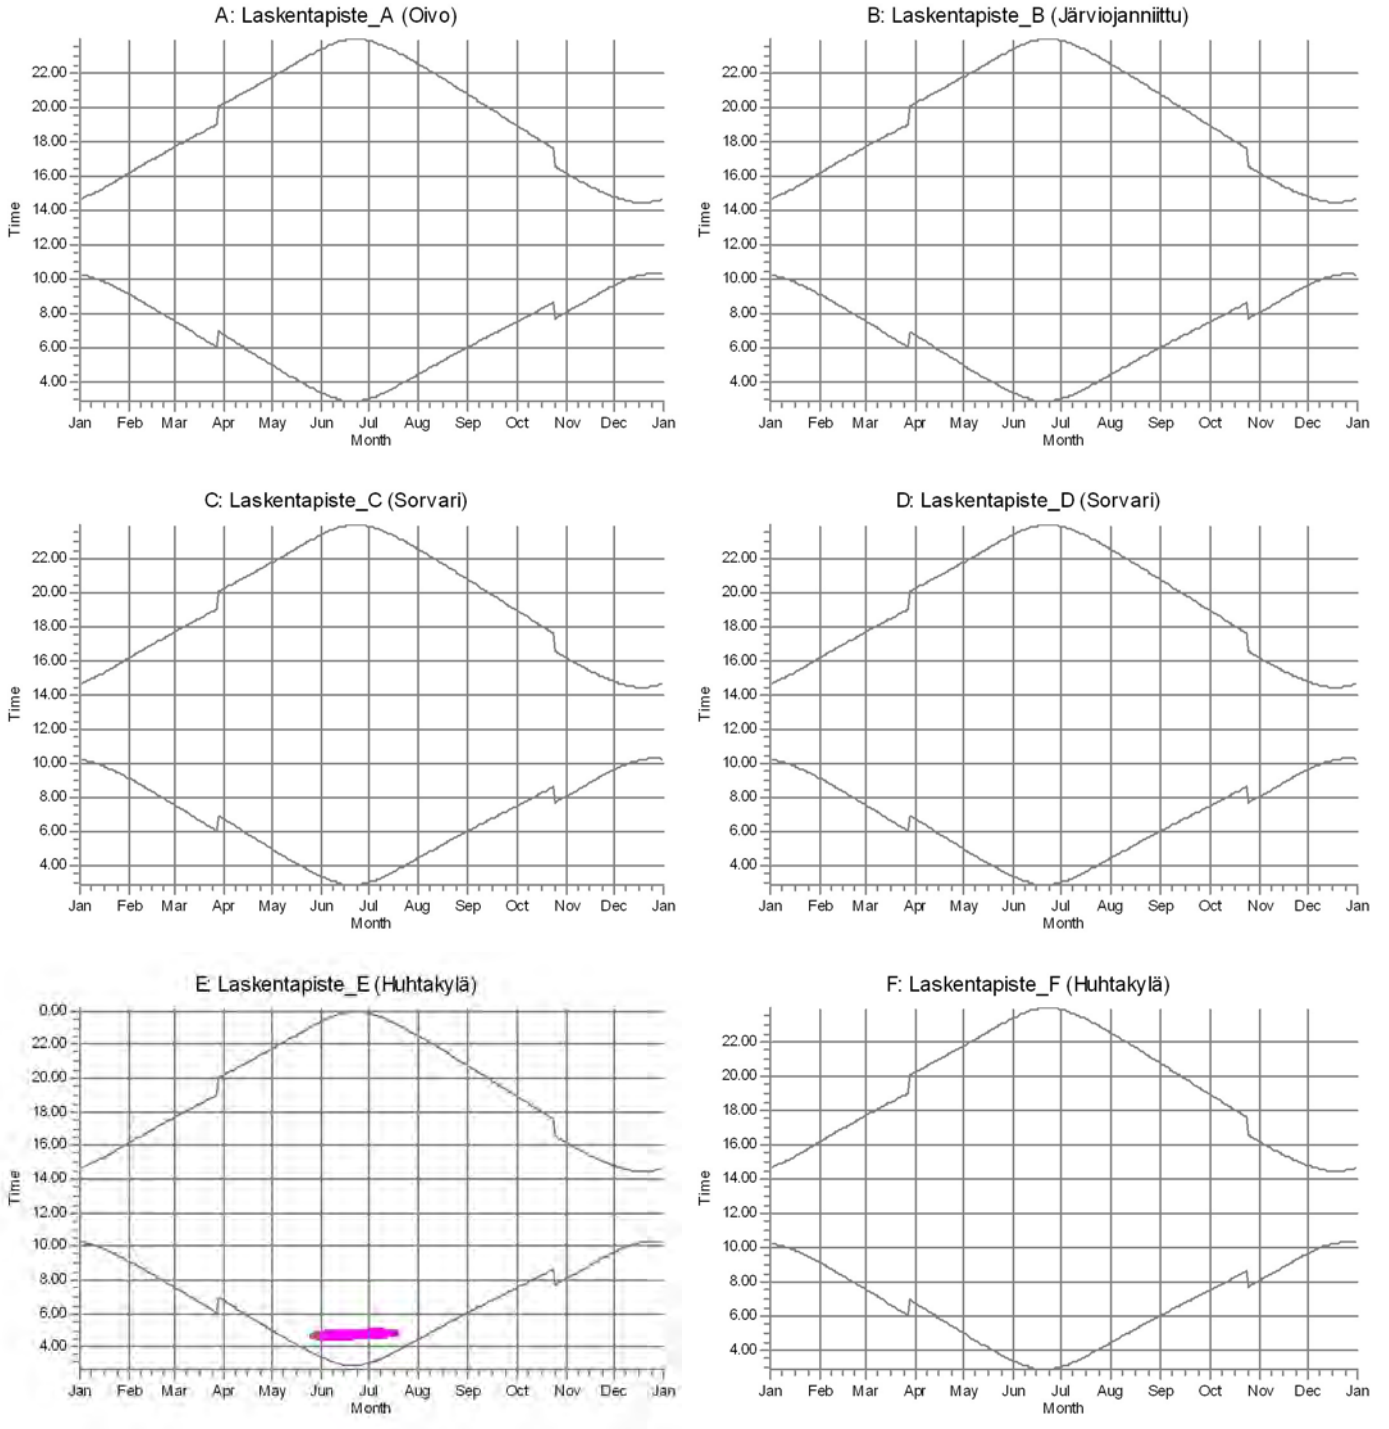 A: Laskentapiste_A (Oivo)
22.00
20.00
18.00
16.00
14.00
12.00
10.00
8.00
6.00
4.00
Time
Jan Feb Mar Apr May Jun Jul Aug Sep Oct Nov Dec Jan
Month
B: Laskentapiste_B (Järviojanniittu)
22.00
20.00
18.00
16.00
14.00
12.00
10.00
8.00
6.00
4.00
Time
Jan Feb Mar Apr May Jun Jul Aug Sep Oct Nov Dec Jan
Month
C: Laskentapiste_C (Sorvari)
22.00
20.00
18.00
16.00
14.00
12.00
10.00
8.00
6.00
4.00
Time
Jan Feb Mar Apr May Jun Jul Aug Sep Oct Nov Dec Jan
Month
D: Laskentapiste_D (Sorvari)
22.00
20.00
18.00
16.00
14.00
12.00
10.00
8.00
6.00
4.00
Time
Jan Feb Mar Apr May Jun Jul Aug Sep Oct Nov Dec Jan
Month
E: Laskentapiste_E (Huhtakylä)
0.00
22.00
20.00
18.00
16.00
14.00
12.00
10.00
8.00
6.00
4.00
Time
Jan Feb Mar Apr May Jun Jul Aug Sep Oct Nov Dec Jan
Month
F: Laskentapiste_F (Huhtakylä)
22.00
20.00
18.00
16.00
14.00
12.00
10.00
8.00
6.00
4.00
Time
Jan Feb Mar Apr May Jun Jul Aug Sep Oct Nov Dec Jan
Month